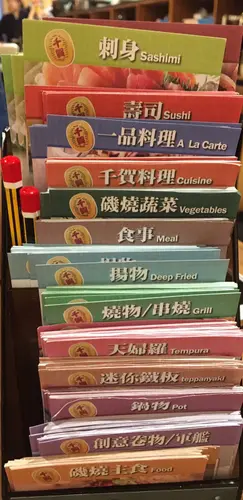 刺身 Sashimi
壽司 Sushi
一品料理 A La Carte
千賀料理 Cuisine
磯燒蔬菜 Vegetables
食事 Meal
揚物 Deep Fried
燒物/串燒 Grill
天婦羅 Tempura
迷你鐵板 (teppanyaki)
鍋物 Pot
創意卷物/軍艦
磯燒主食 Food